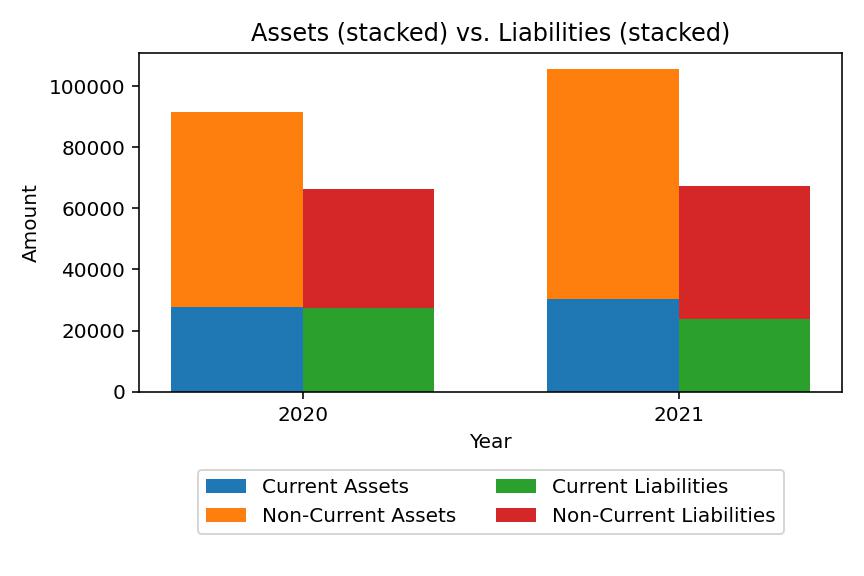 Assets (stacked) vs. Liabilities (stacked)
100000
80000
60000
40000
20000
0
Amount
2020
2021
Year
Current Assets
Non-Current Assets
Current Liabilities
Non-Current Liabilities